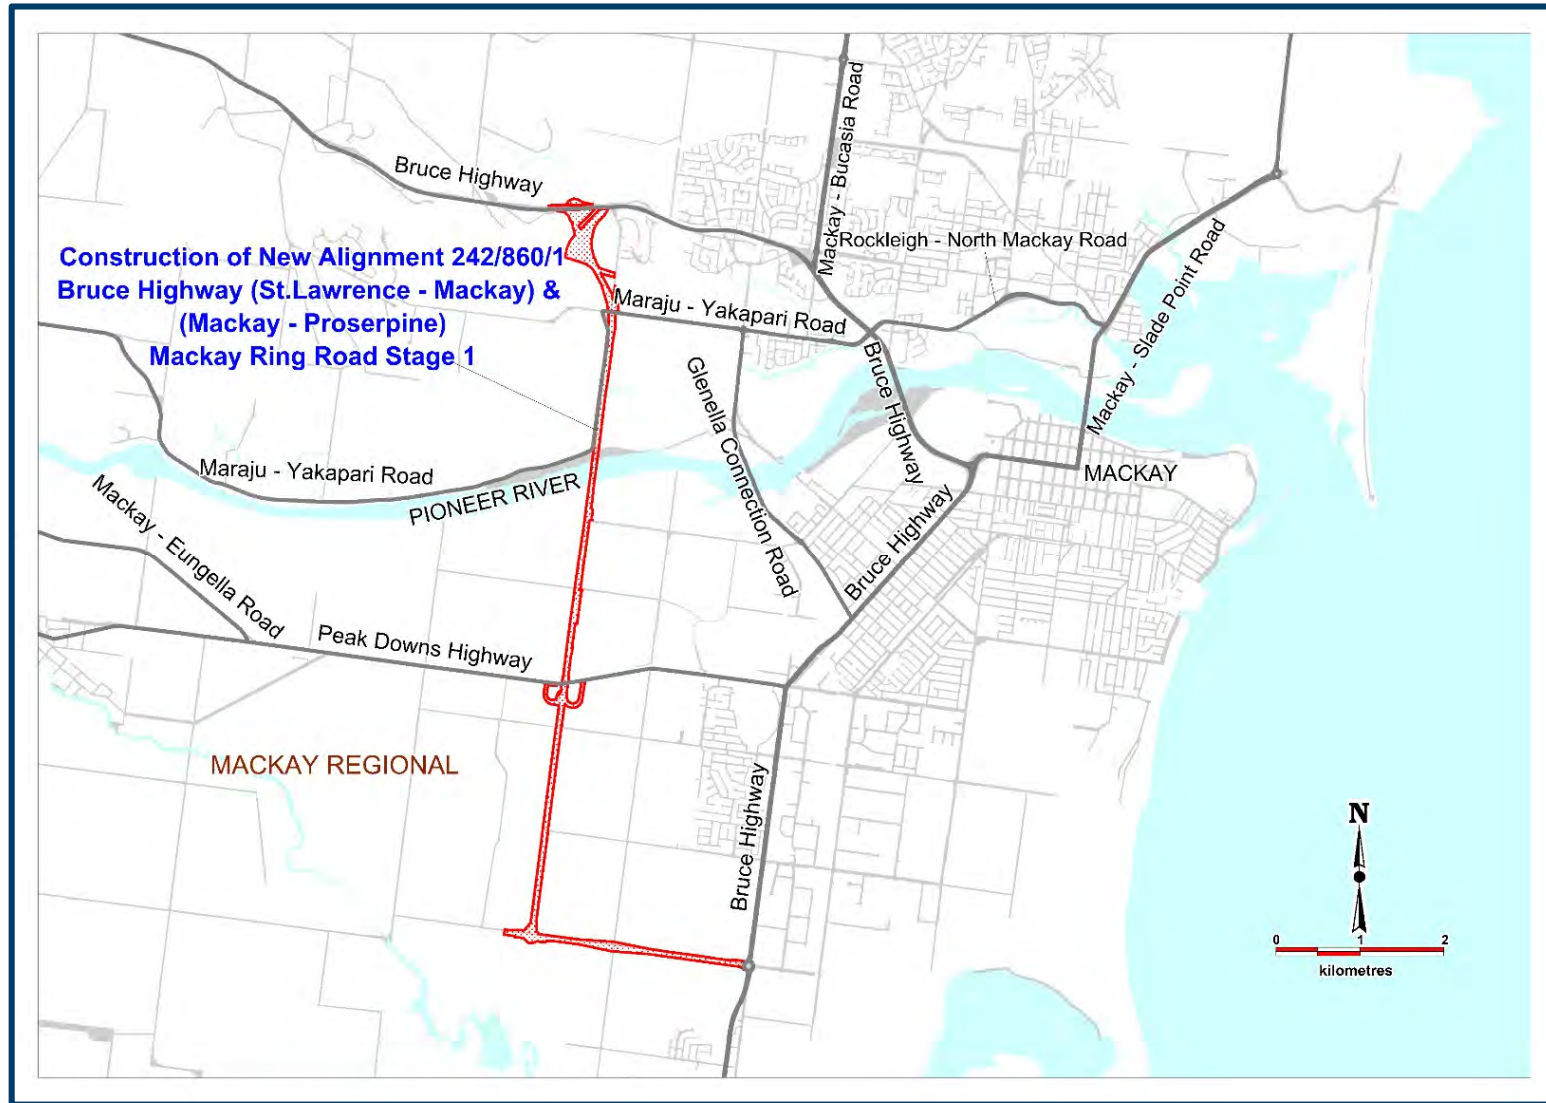 Bruce Highway
Mackay - Bucasia Road
Rockleigh - North Mackay Road
Mackay - Slade Point Road
Construction of New Alignment 242/860/1
Bruce Highway (St.Lawrence - Mackay) &
(Mackay - Proserpine)
Mackay Ring Road Stage 1
Maraju - Yakapari Road
Bruce Highway
Glenella Connection Road
Maraju - Yakapari Road
PIONEER RIVER
MACKAY
Bruce Highway
Mackay - Eungella Road
Peak Downs Highway
MACKAY REGIONAL
Bruce Highway
N
0 1 2
kilometres